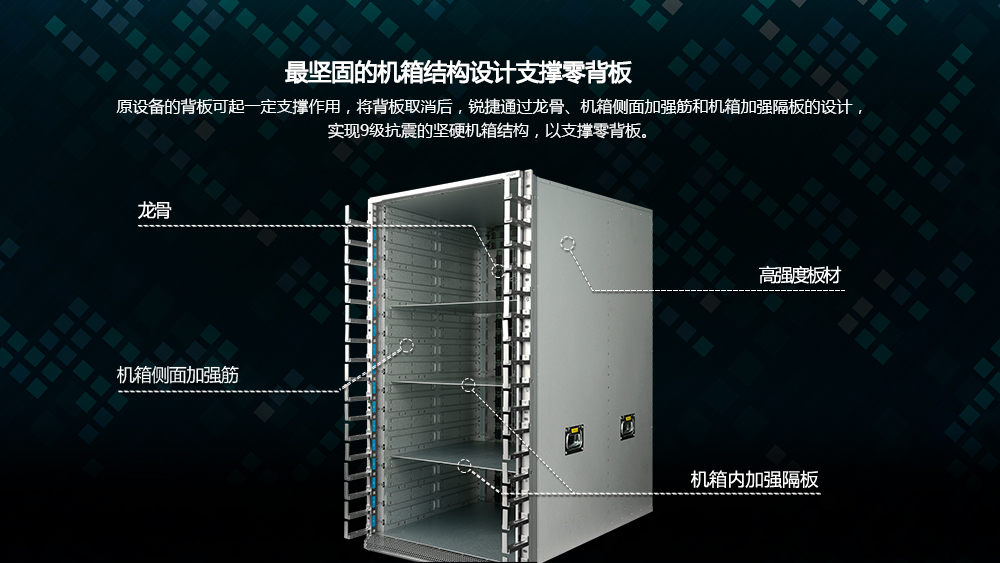 最坚固的机箱结构设计支撑零背板
原设备的背板可起一定支撑作用，将背板取消后，锐捷通过龙骨、机箱侧面加强筋和机箱加强隔板的设计，
实现9级抗震的坚硬机箱结构，以支撑零背板。
龙骨
高强度板材
机箱侧面加强筋
机箱内加强隔板